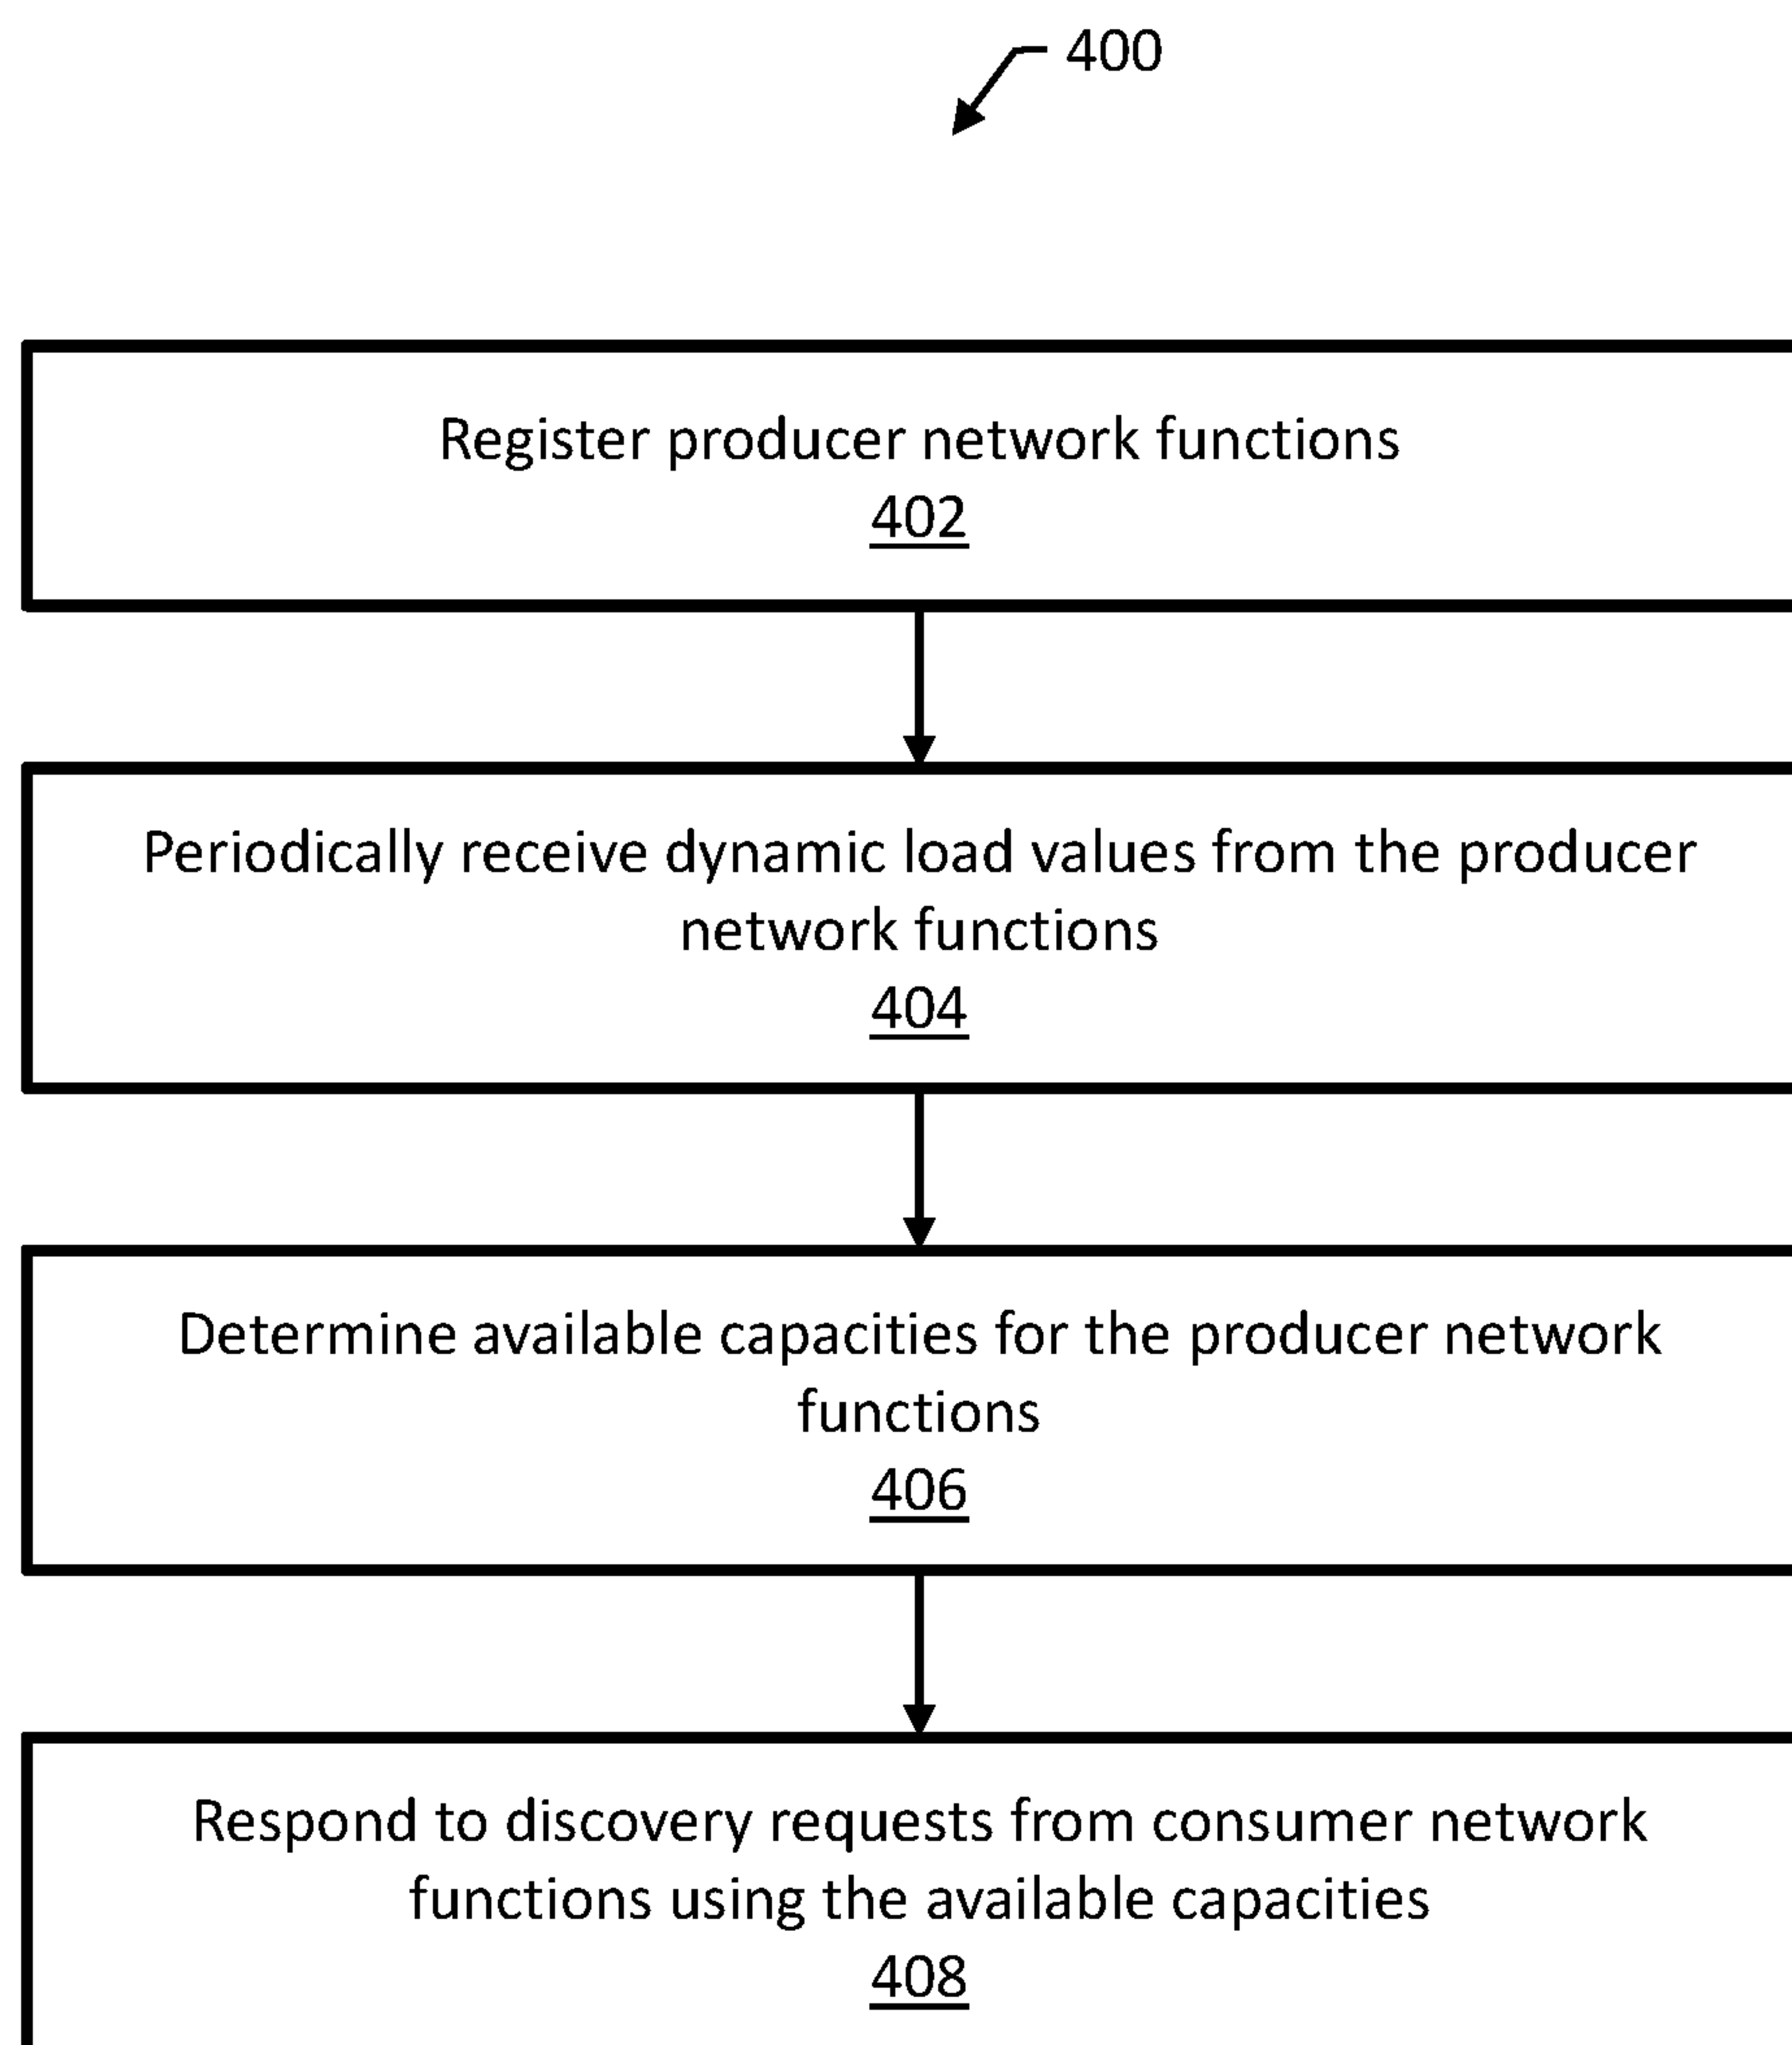 400
Register producer network functions
402
Periodically receive dynamic load values from the producer
network functions
404
Determine available capacities for the producer network
functions
406
Respond to discovery requests from consumer network
functions using the available capacities
408